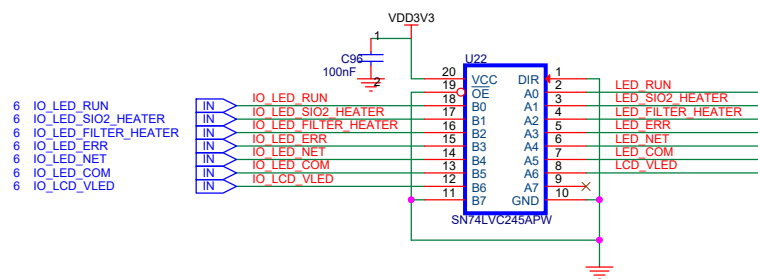 VDD3V3
1
C96
100nF
2
U22
20 VCC DIR 1
19 OE A0 2 LED_RUN
6 IO_LED_RUN IN IO_LED_RUN 18 B0 A1 3 LED_SIO2_HEATER
6 IO_LED_SIO2_HEATER IN IO_LED_SIO2_HEATER 17 B1 A2 4 LED_FILTER_HEATER
6 IO_LED_FILTER_HEATER IN IO_LED_FILTER_HEATER 16 B2 A3 5 LED_ERR
6 IO_LED_ERR IN IO_LED_ERR 15 B3 A4 6 LED_NET
6 IO_LED_NET IN IO_LED_NET 14 B4 A5 7 LED_COM
6 IO_LED_COM IN IO_LED_COM 13 B5 A6 8 LCD_VLED
6 IO_LCD_VLED IN IO_LCD_VLED 12 B6 A7 9
11 B7 GND 10
SN74LVC245APW